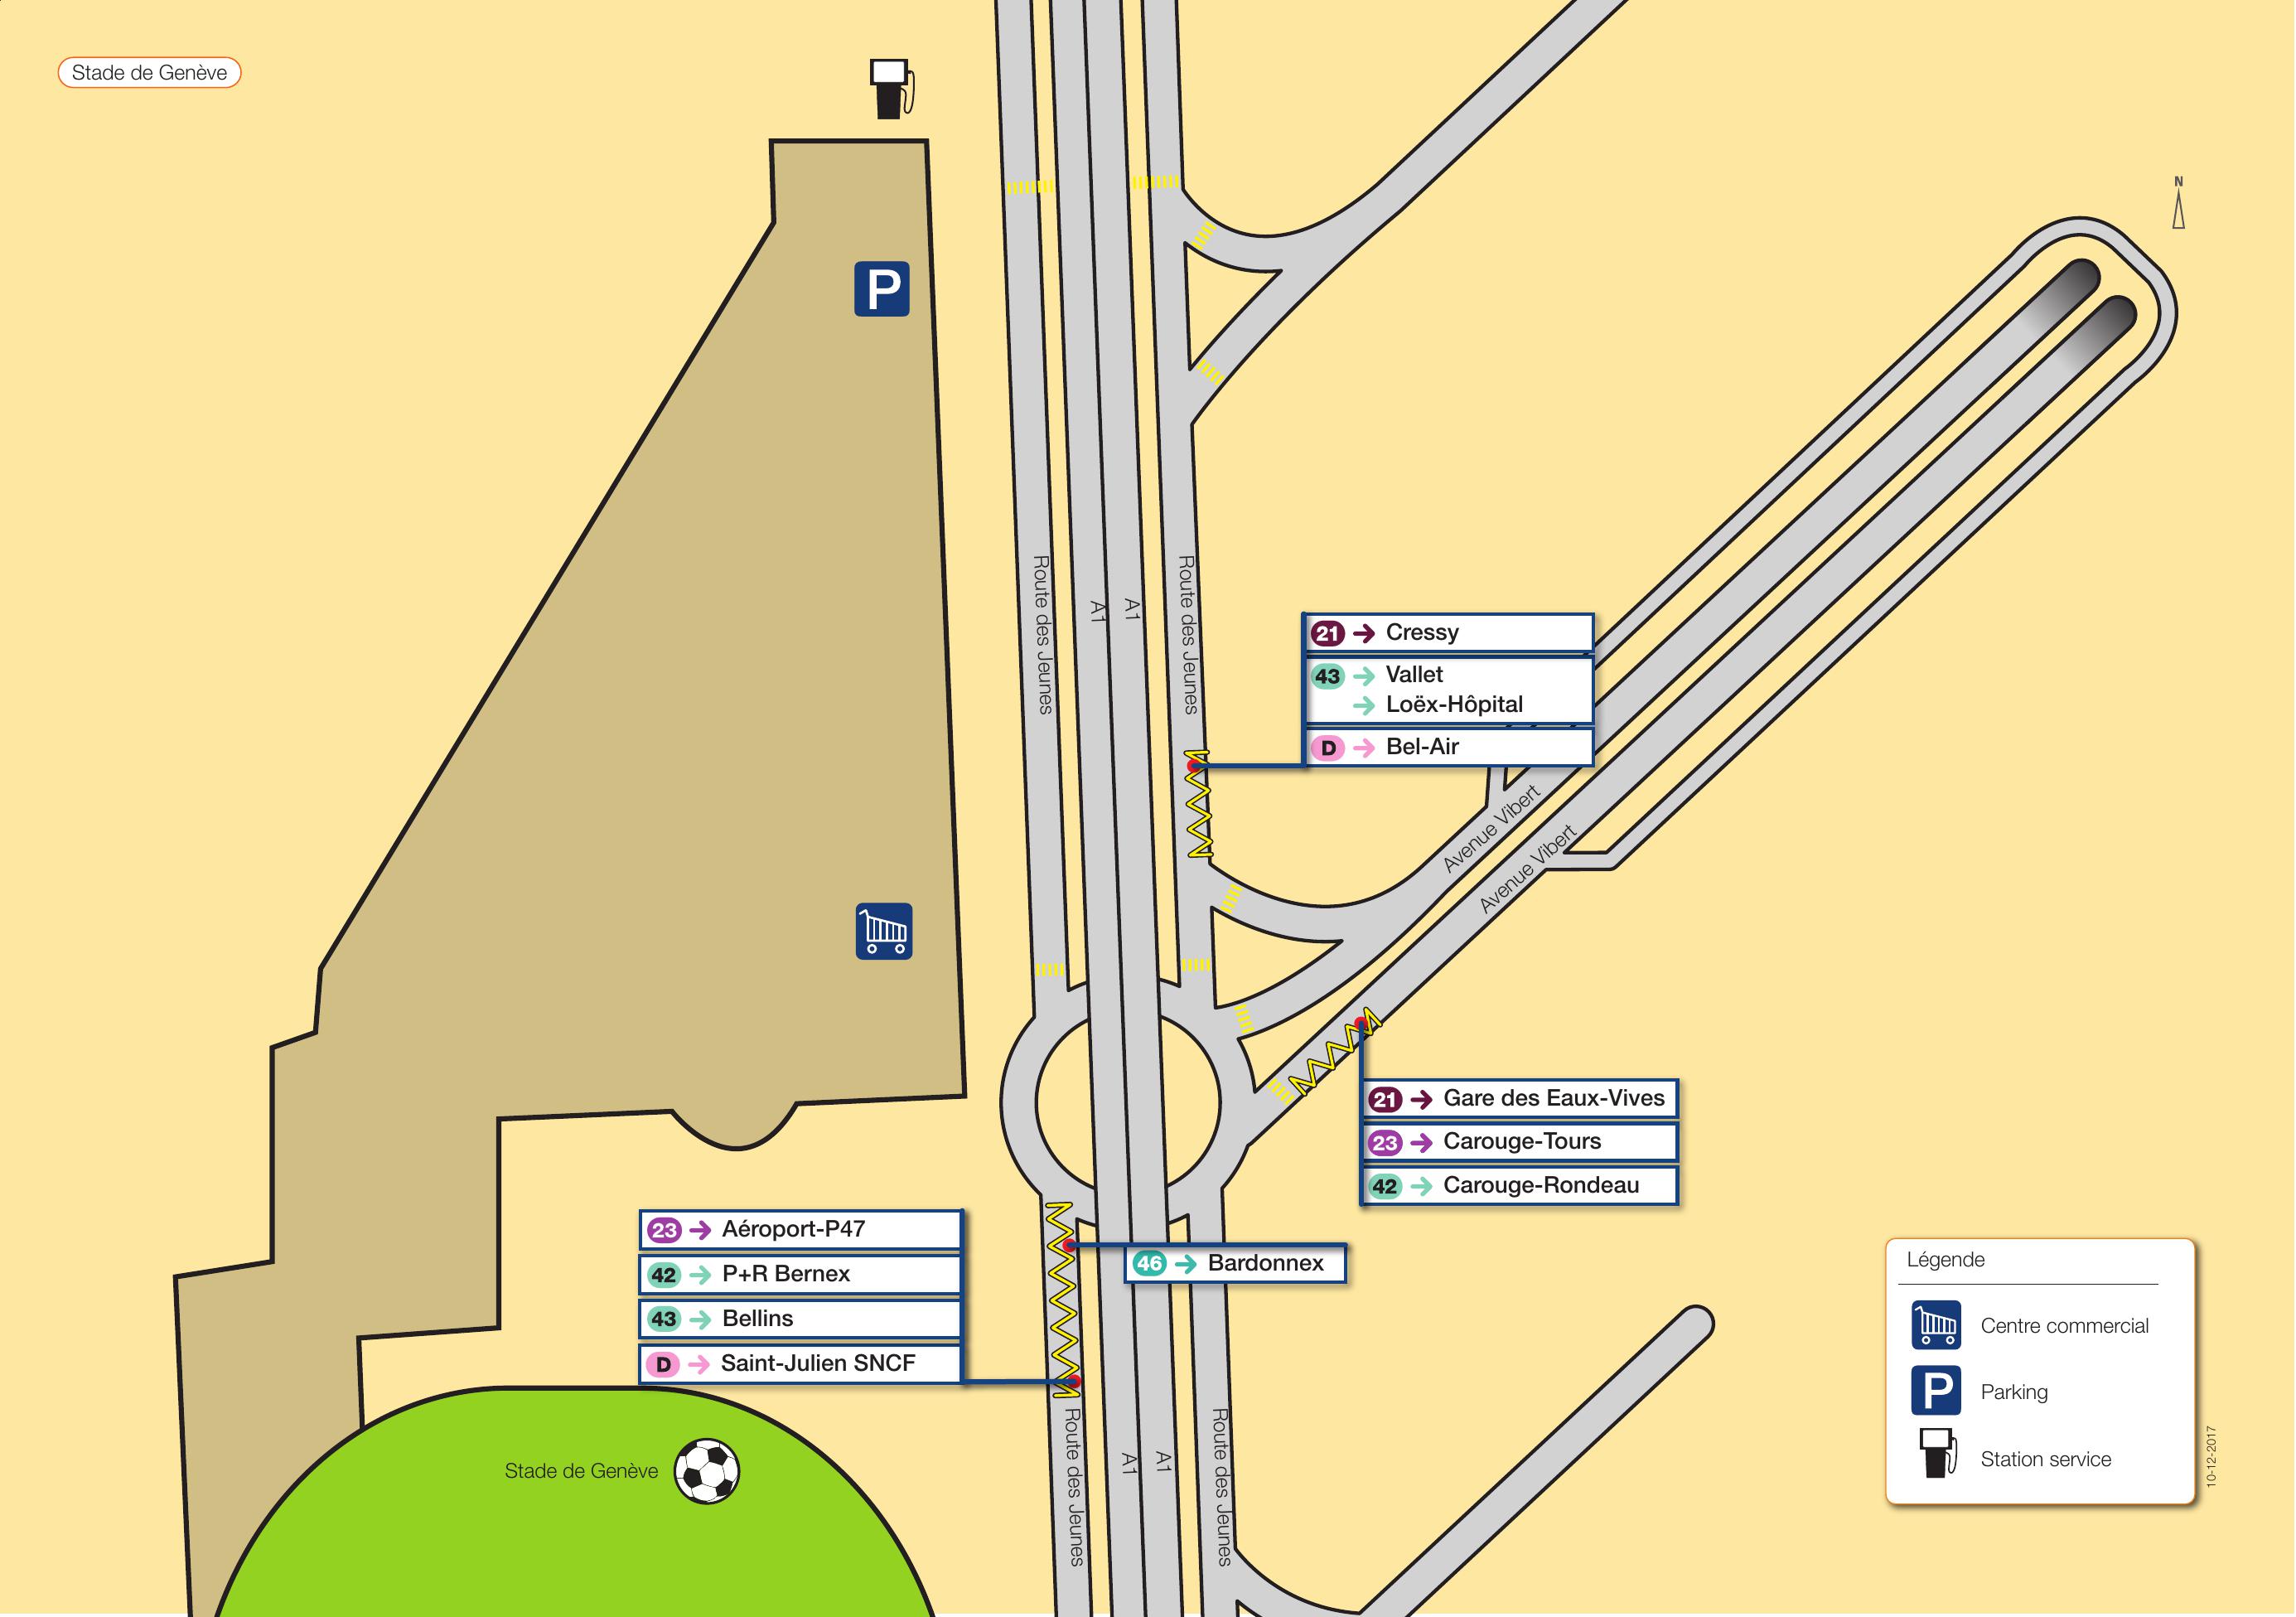 Stade de Genève
P
N
Route des Jeunes
A1
A1
Route des Jeunes
21 → Cressy
43 → Vallet
→ Loëx-Hôpital
D → Bel-Air
Avenue Vibert
Avenue Vibert
21 → Gare des Eaux-Vives
23 → Carouge-Tours
42 → Carouge-Rondeau
23 → Aéroport-P47
42 → P+R Bernex
43 → Bellins
D → Saint-Julien SNCF
46 → Bardonnex
Stade de Genève
Route des Jeunes
A1
A1
Route des Jeunes
Légende
Centre commercial
P Parking
Station service
10-12-2017